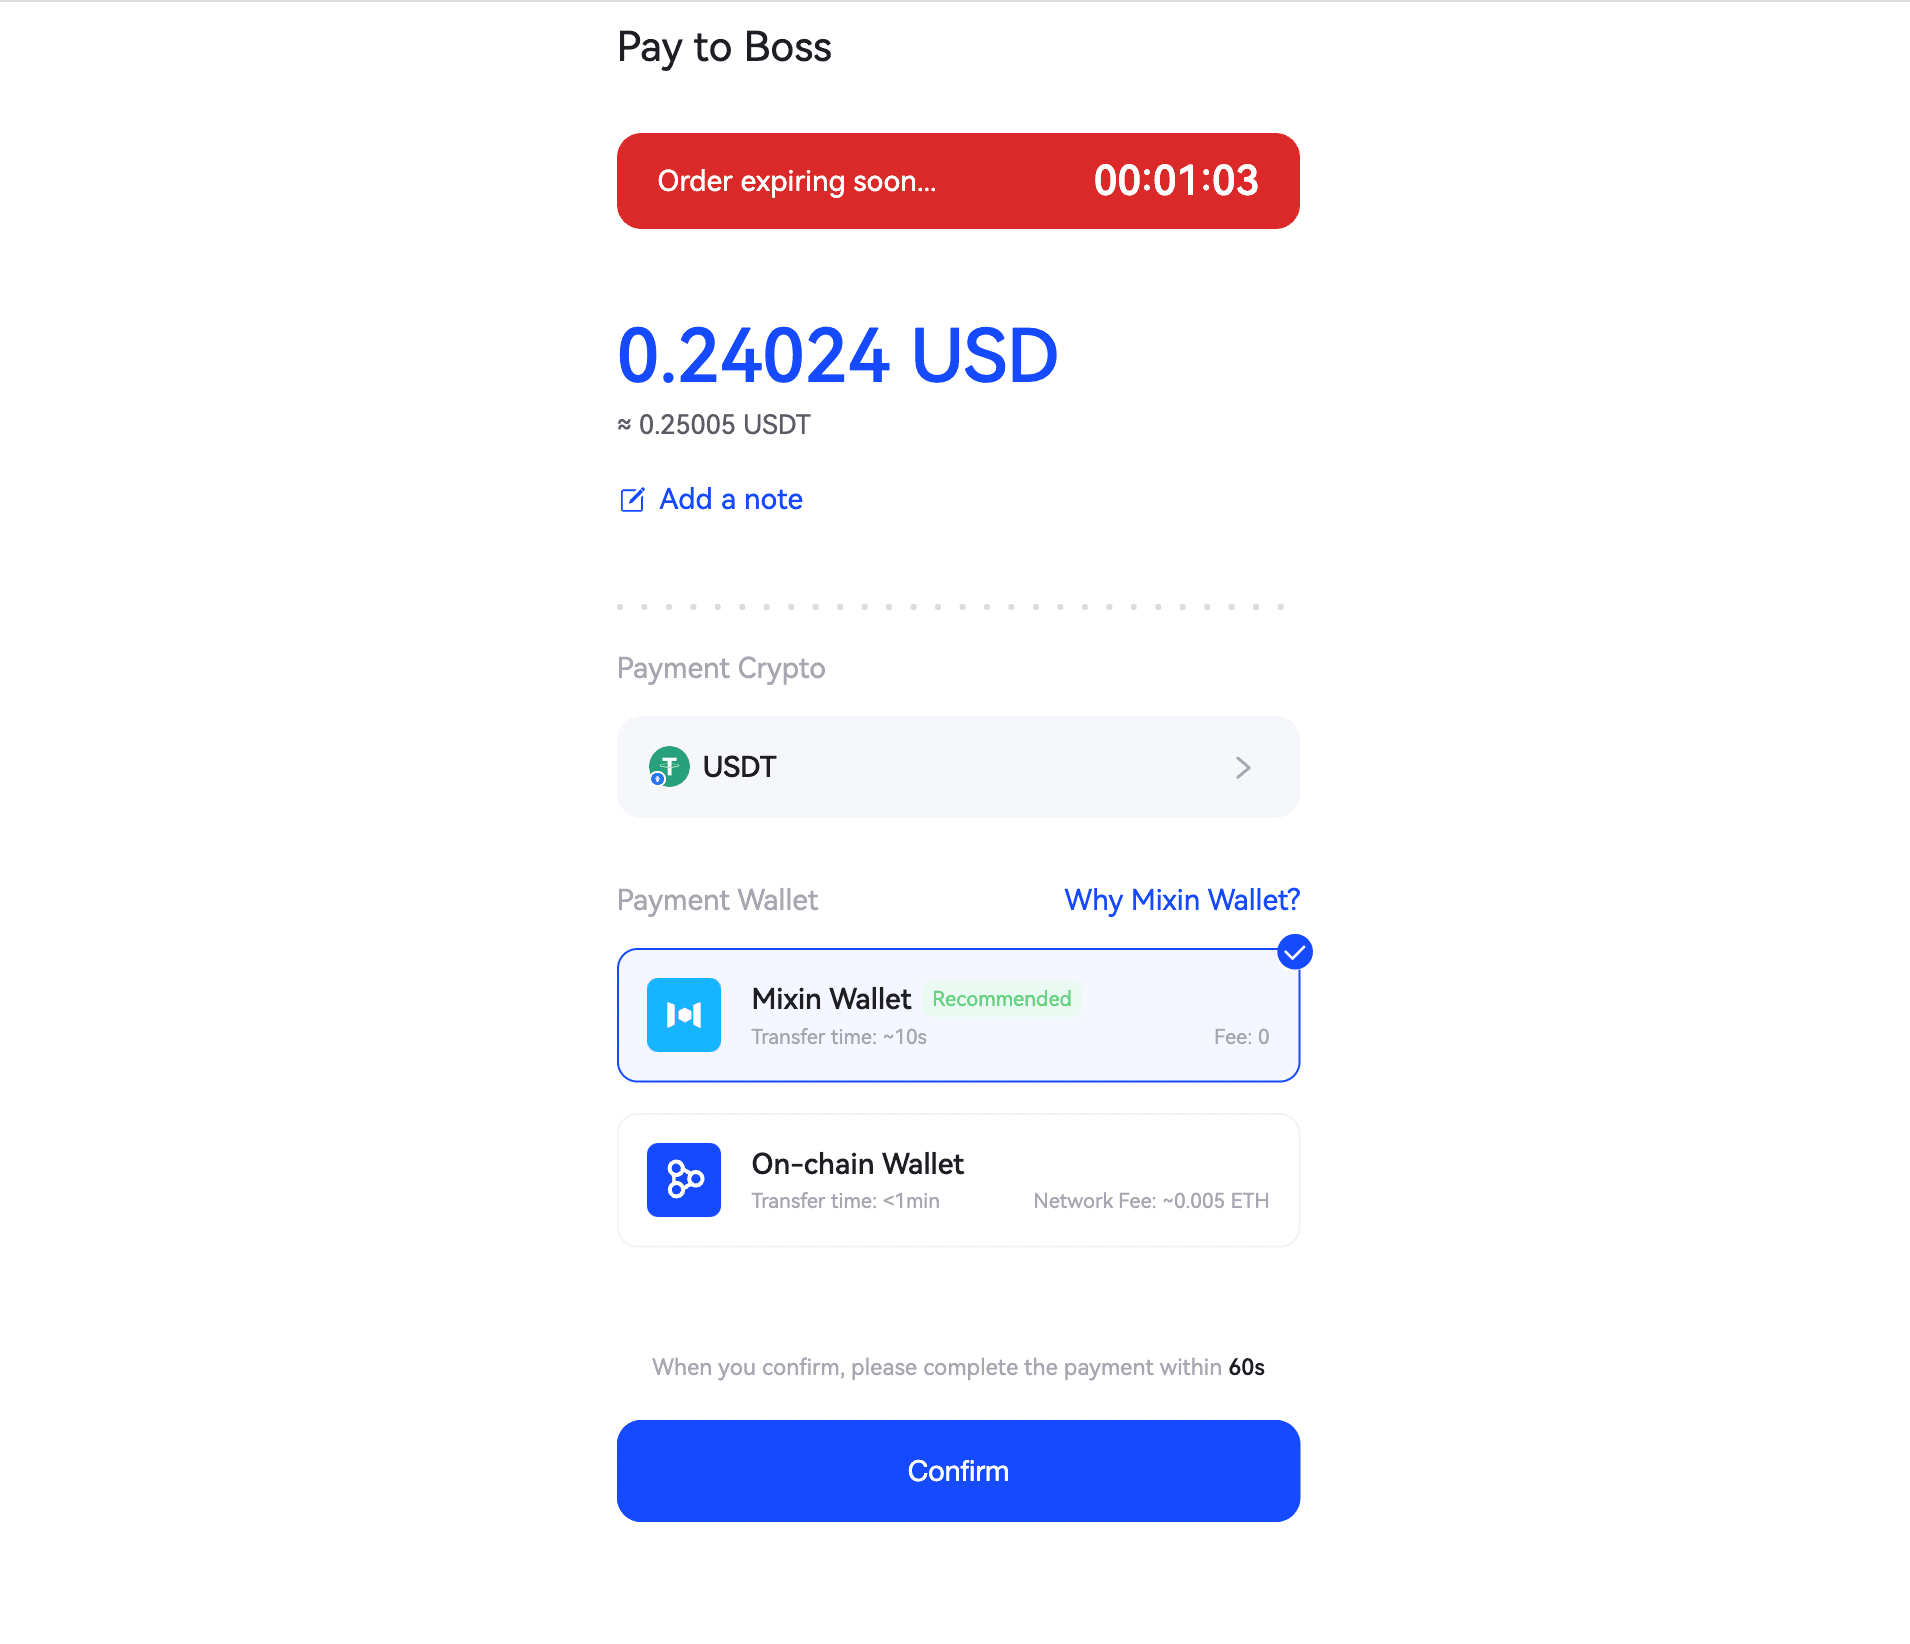 Pay to Boss
Order expiring soon... 00:01:03
0.24024 USD
≈ 0.25005 USDT
Add a note
Payment Crypto
USDT
Payment Wallet Why Mixin Wallet?
Mixin Wallet Recommended
Transfer time: ~10s Fee: 0
On-chain Wallet
Transfer time: <1min Network Fee: ~0.005 ETH
When you confirm, please complete the payment within 60s
Confirm